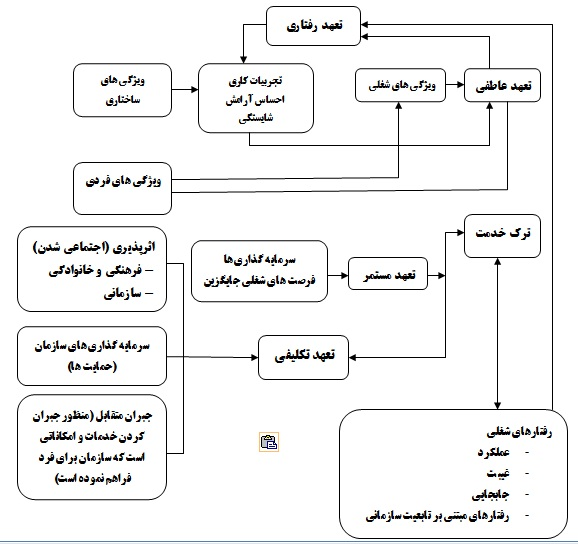 تعهد رفتاری
ویژگی های
ساختاری
تجربیات کاری
احساس آرامش
شایستگی
ویژگی های شغلی
تعهد عاطفی
ویژگی های فردی
ترک خدمت
اثرپذیری (اجتماعی شدن)
– فرهنگی و خانوادگی
– سازمانی
سرمایه گذاری‌ها
فرصت های شغلی جایگزین
تعهد مستمر
سرمایه گذاری‌های سازمان
(حمایت ها)
تعهد تکلیفی
جبران متقابل (منظور جبران
کردن خدمات و امکاناتی
است که سازمان برای فرد
فراهم نموده است)
رفتارهای شغلی
- عملکرد
- غیبت
- جابجایی
- رفتارهای مبتنی بر تابعیت سازمانی